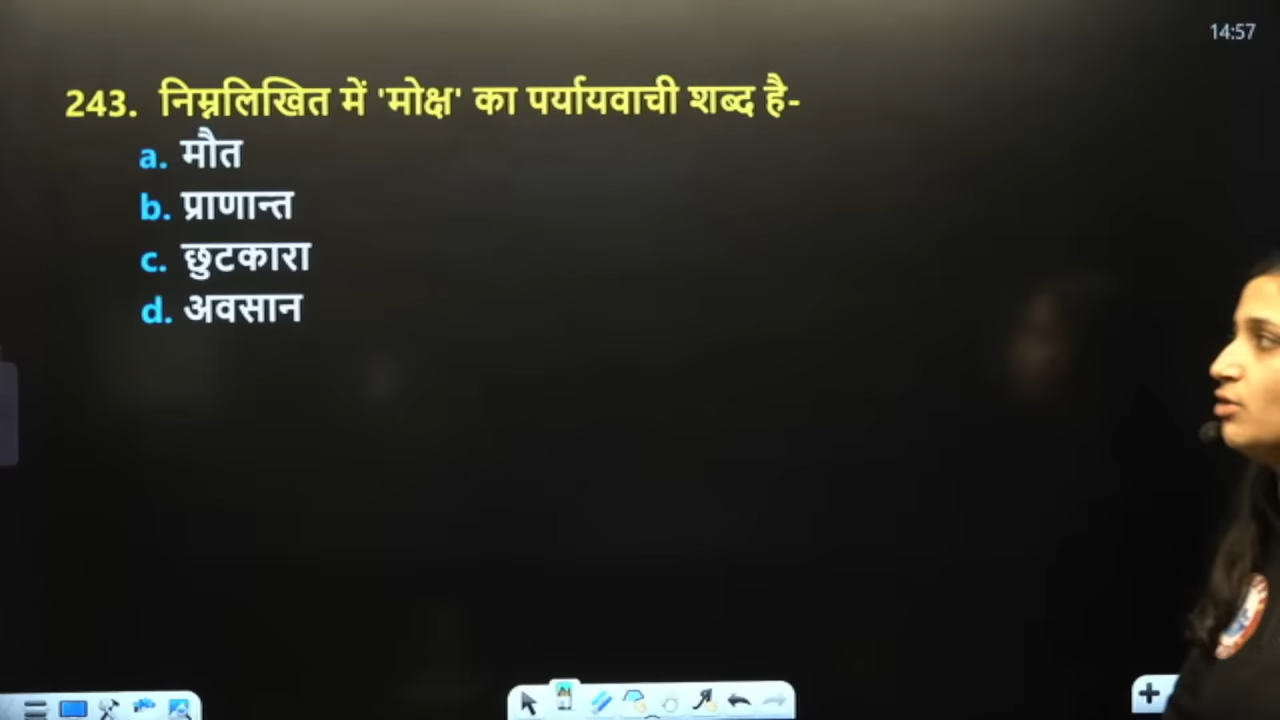 14:57
243. निम्नलिखित में 'मोक्ष' का पर्यायवाची शब्द है-
a. मौत
b. प्राणान्त
c. छुटकारा
d. अवसान